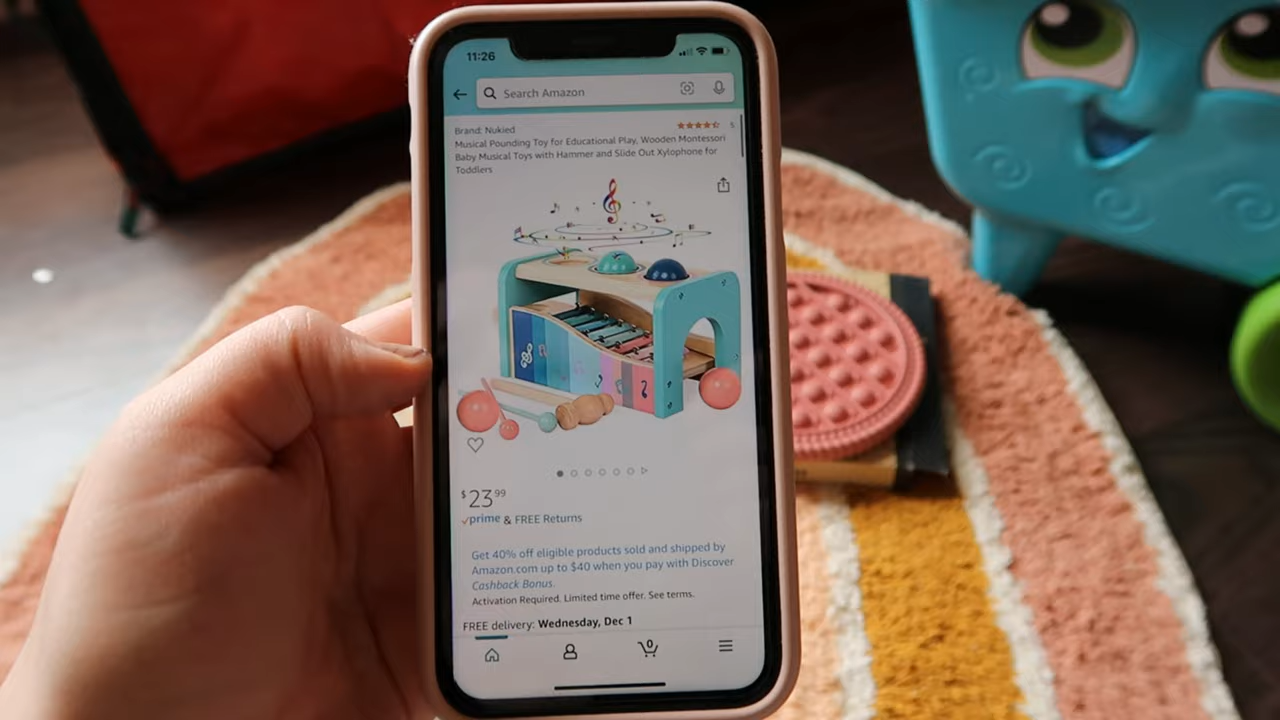 11:26
Search Amazon
Brand: Nukied
Musical Pounding Toy for Educational Play, Wooden Montessori
Baby Musical Toys with Hammer and Slide Out Xylophone for
Toddlers
$23.99
prime & FREE Returns
Get 40% off eligible products sold and shipped by
Amazon.com up to $40 when you pay with Discover
Cashback Bonus.
Activation Required. Limited time offer. See terms.
FREE delivery: Wednesday, Dec 1
0